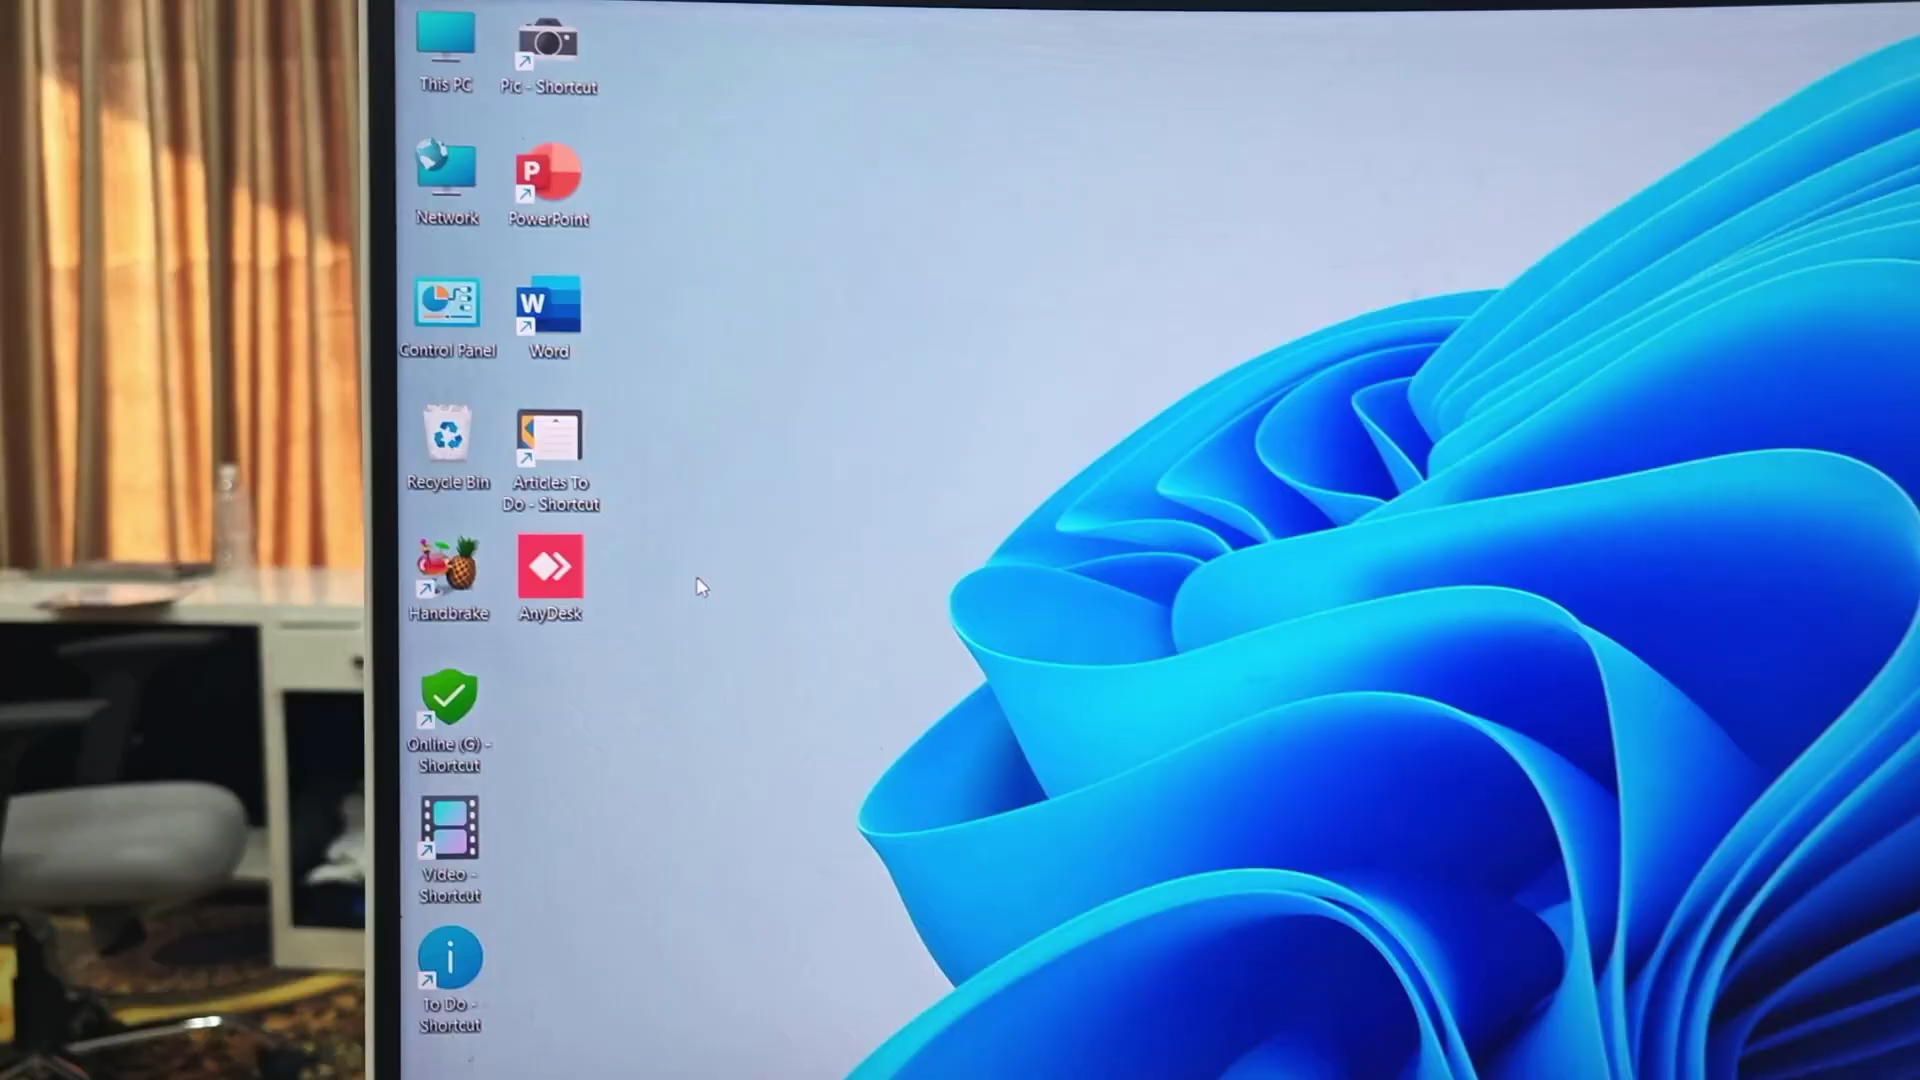 This PC
Pic - Shortcut
Network
P
PowerPoint
Control Panel
W
Word
Recycle Bin
Articles To
Do - Shortcut
Handbrake
AnyDesk
Online (G) -
Shortcut
Video -
Shortcut
i
To Do -
Shortcut